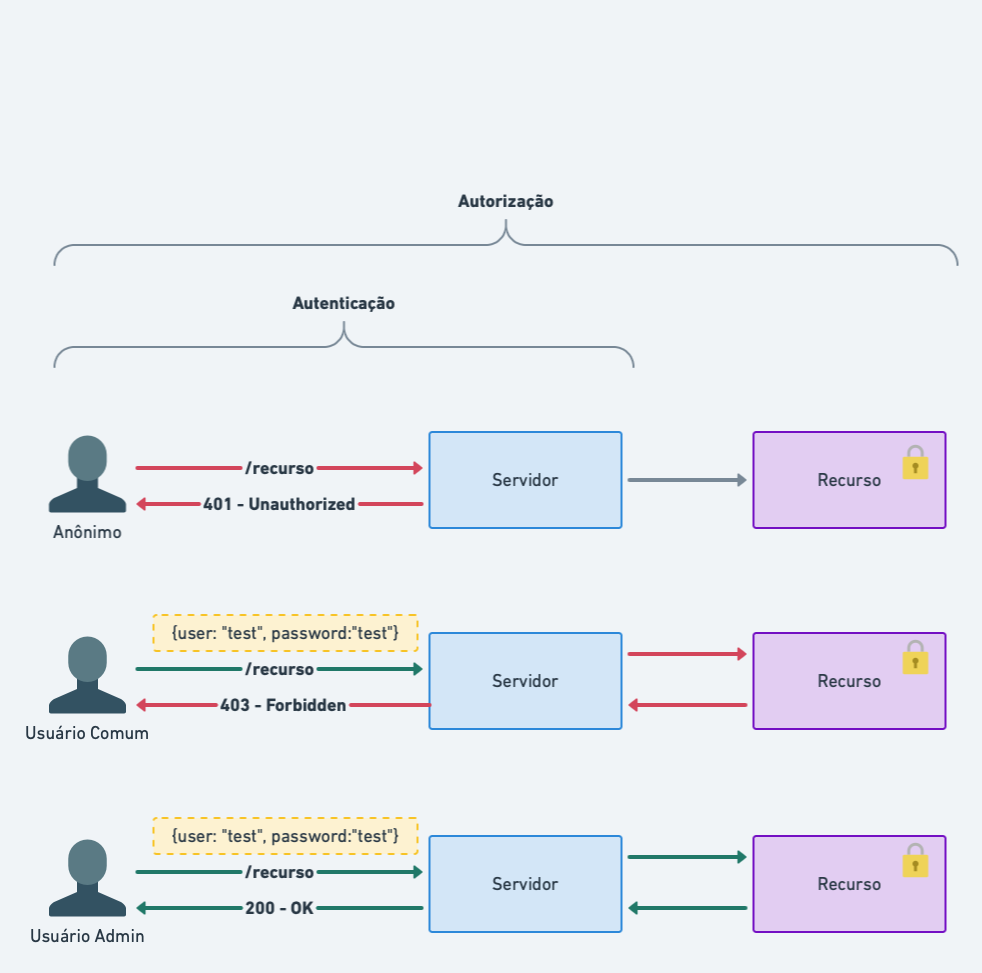 Autorização
Autenticação
/recurso
401 - Unauthorized
Servidor
Recurso
Anônimo
{user: "test", password:"test"}
/recurso
403 - Forbidden
Servidor
Recurso
Usuário Comum
{user: "test", password:"test"}
/recurso
200 - OK
Servidor
Recurso
Usuário Admin